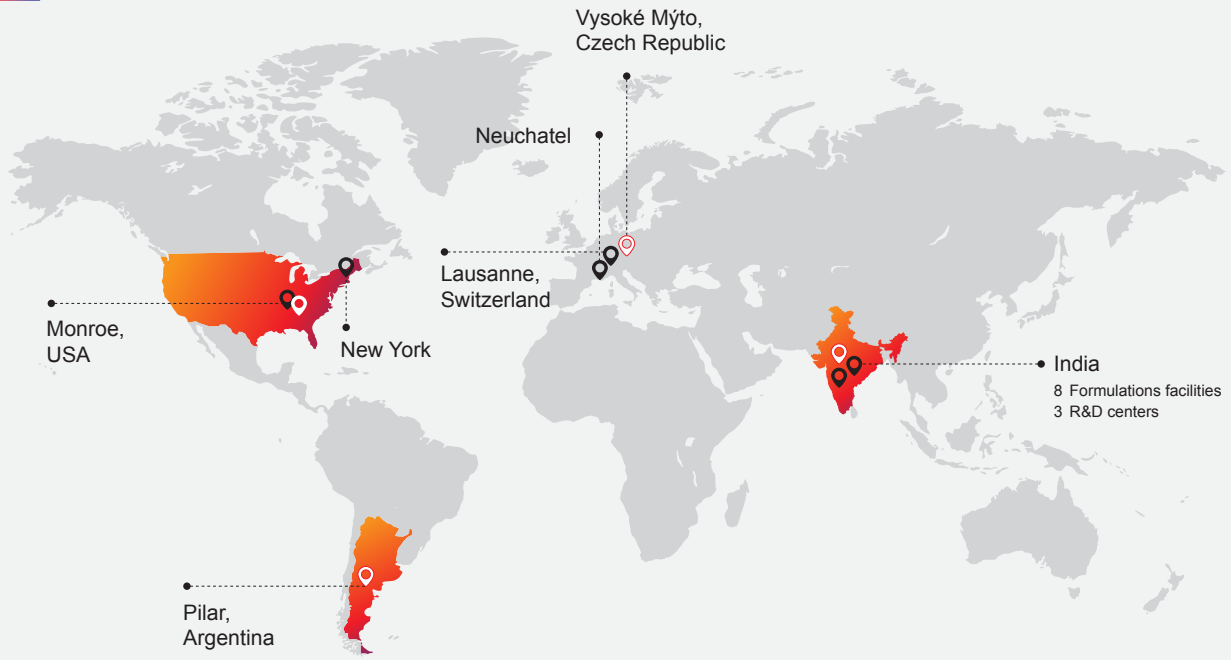 Vysoké Mýto,
Czech Republic
Neuchatel
Lausanne,
Switzerland
Monroe,
USA
New York
India
8 Formulations facilities
3 R&D centers
Pilar,
Argentina